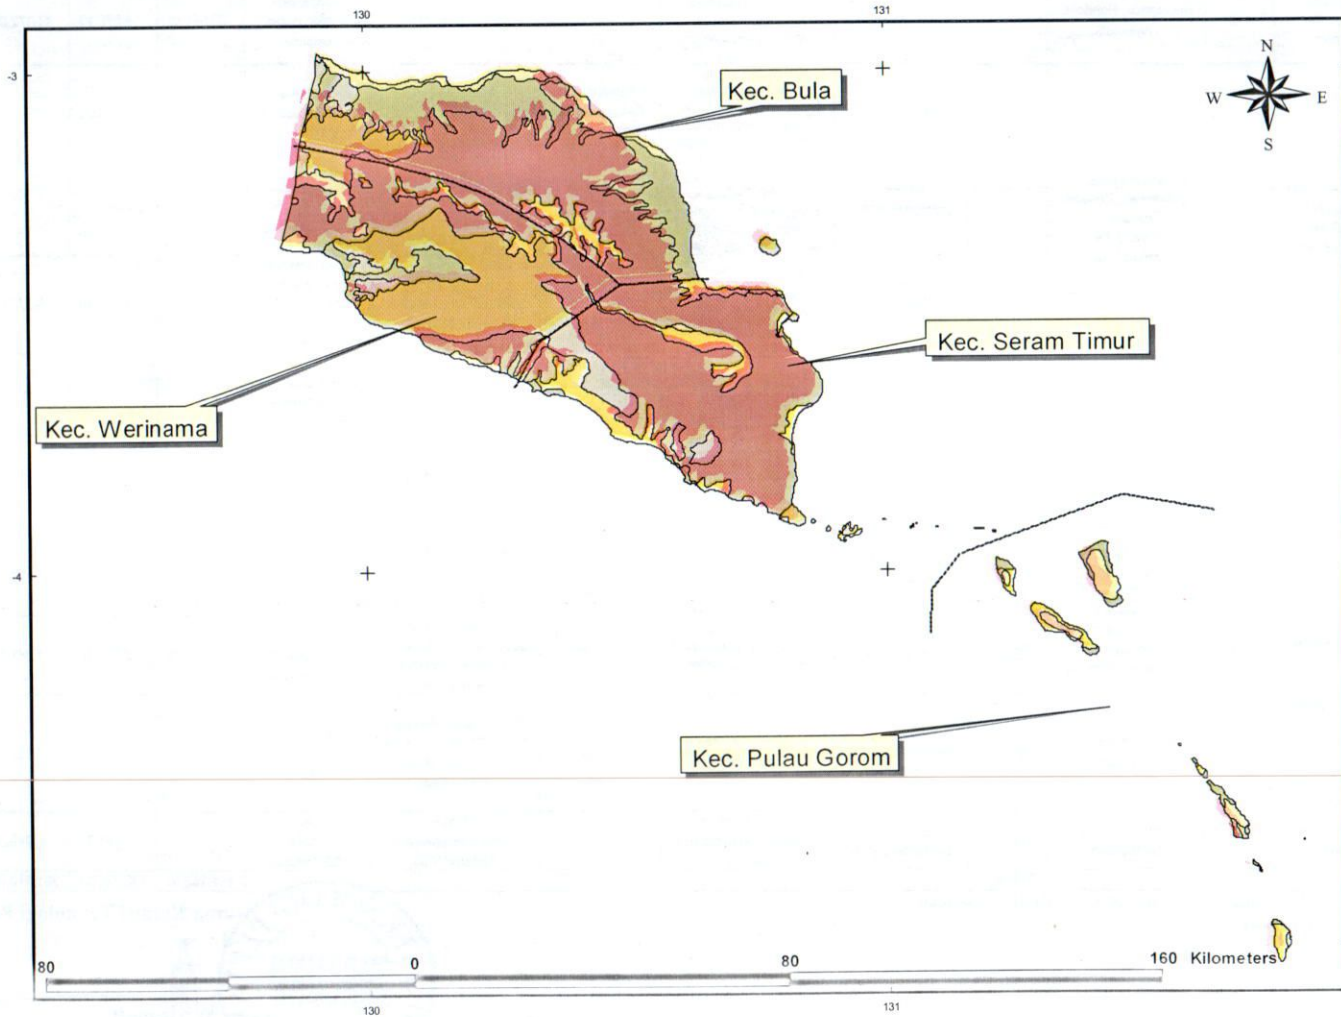 130
131
-3
N
W E
S
Kec. Bula
Kec. Seram Timur
Kec. Werinama
-4
Kec. Pulau Gorom
80 0 80 160 Kilometers
130
131